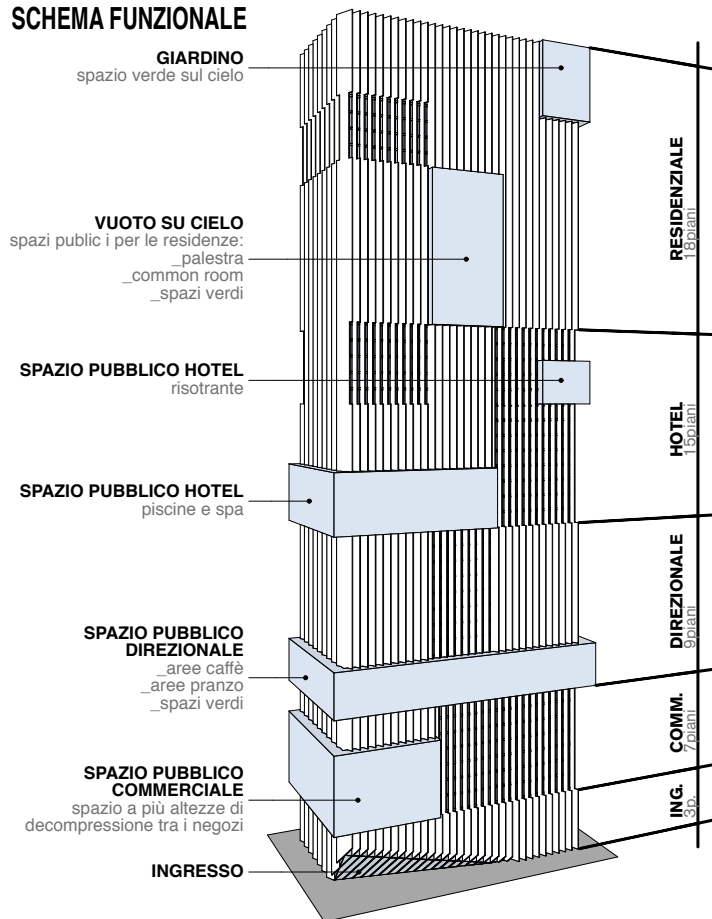 SCHEMA FUNZIONALE
GIARDINO
spazio verde sul cielo
VUOTO SU CIELO
spazi public i per le residenze:
_palestra
_common room
_spazi verdi
SPAZIO PUBBLICO HOTEL
risotrante
SPAZIO PUBBLICO HOTEL
piscine e spa
SPAZIO PUBBLICO
DIREZIONALE
_aree caffè
_aree pranzo
_spazi verdi
SPAZIO PUBBLICO
COMMERCIALE
spazio a più altezze di
decompressione tra i negozi
INGRESSO
RESIDENZIALE
18piani
HOTEL
15piani
DIREZIONALE
9piani
COMM.
7piani
ING.
3p.